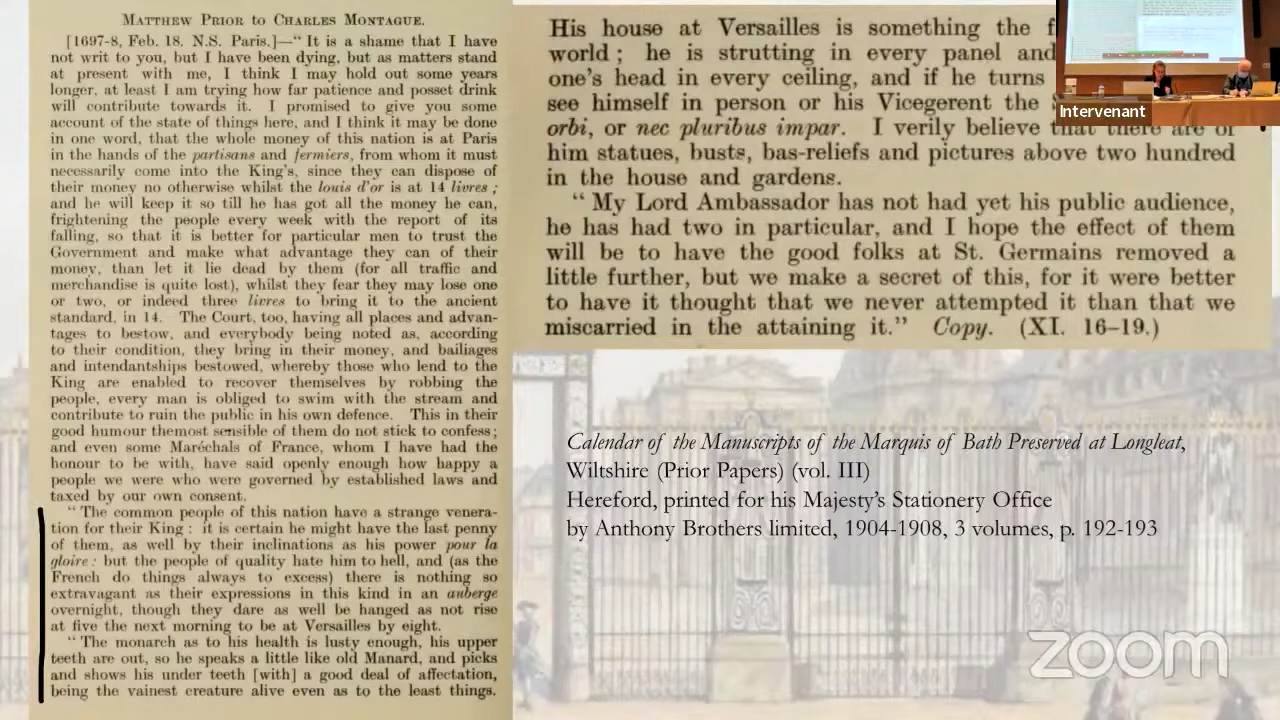 MATTHEW PRIOR TO CHARLES MONTAGUE.
[1697-8, Feb. 18. N.S. Paris.]—“ It is a shame that I have
not writ to you, but I have been dying, but as matters stand
at present with me, I think I may hold out some years
longer, at least I am trying how far patience and posset drink
will contribute towards it. I promised to give you some
account of the state of things here, and I think it may be done
in one word, that the whole money of this nation is at Paris
in the hands of the partisans and fermiers, from whom it must
necessarily come into the King's, since they can dispose of
their money no otherwise whilst the louis d'or is at 14 livres ;
and he will keep it so till he has got all the money he can,
frightening the people every week with the report of its
falling, so that it is better for particular men to trust the
Government and make what advantage they can of their
money, than let it lie dead by them (for all traffic and
merchandise is quite lost), whilst they fear they may lose one
or two, or indeed three livres to bring it to the ancient
standard, in 14. The Court, too, having all places and advan-
tages to bestow, and everybody being noted as, according
to their condition, they bring in their money, and bailiages
and intendantships bestowed, whereby those who lend to the
King are enabled to recover themselves by robbing the
people, every man is obliged to swim with the stream and
contribute to ruin the public in his own defence. This in their
good humour themost sensible of them do not stick to confess ;
and even some Maréchals of France, whom I have had the
honour to be with, have said openly enough how happy a
people we were who were governed by established laws and
taxed by our own consent.
“ The common people of this nation have a strange venera-
tion for their King : it is certain he might have the last penny
of them, as well by their inclinations as his power pour la
gloire : but the people of quality hate him to hell, and (as the
French do things always to excess) there is nothing so
extravagant as their expressions in this kind in an auberge
overnight, though they dare as well be hanged as not rise
at five the next morning to be at Versailles by eight.
“ The monarch as to his health is lusty enough, his upper
teeth are out, so he speaks a little like old Manard, and picks
and shows his under teeth [with] a good deal of affectation,
being the vainest creature alive even as to the least things.
His house at Versailles is something the
world ; he is strutting in every panel and
one's head in every ceiling, and if he turns
see himself in person or his Vicegerent the
orbi, or nec pluribus impar. I verily believe that there are of
him statues, busts, bas-reliefs and pictures above two hundred
in the house and gardens.
“ My Lord Ambassador has not had yet his public audience,
he has had two in particular, and I hope the effect of them
will be to have the good folks at St. Germains removed a
little further, but we make a secret of this, for it were better
to have it thought that we never attempted it than that we
miscarried in the attaining it.” Copy. (XI. 16–19.)
Intervenant
Calendar of the Manuscripts of the Marquis of Bath Preserved at Longleat,
Wiltshire (Prior Papers) (vol. III)
Hereford, printed for his Majesty's Stationery Office
by Anthony Brothers limited, 1904-1908, 3 volumes, p. 192-193
zoom